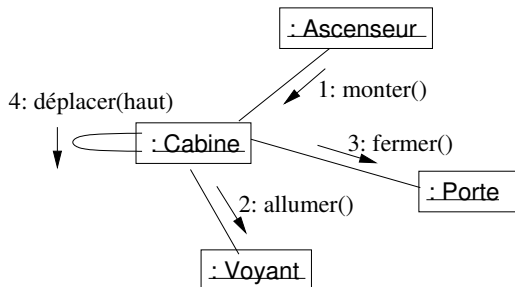 : Ascenseur
1: monter()
4: déplacer(haut)
: Cabine
3: fermer()
: Porte
2: allumer()
: Voyant